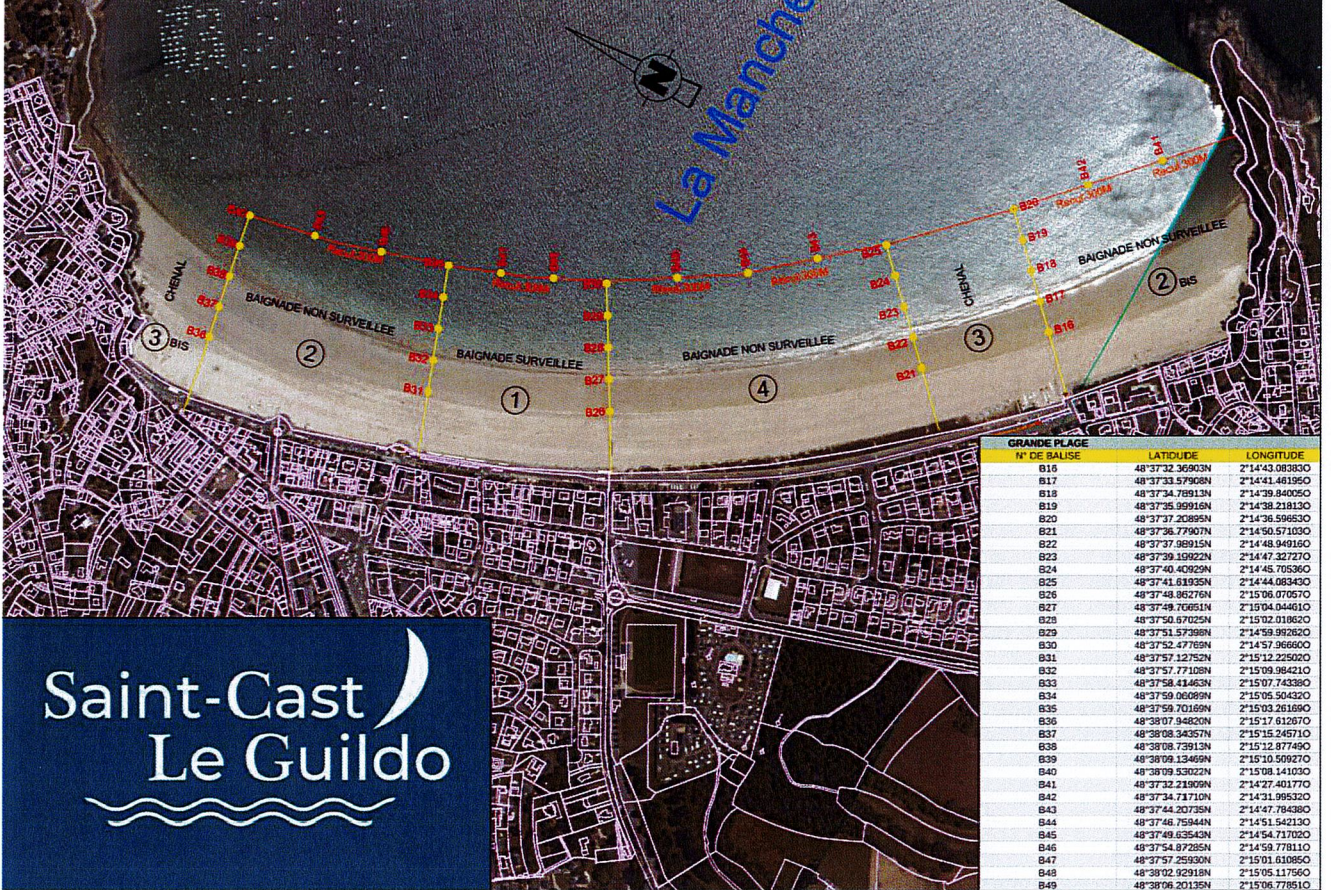 La Manche
N
B41
Recul 300M
B42
Recul 300M
B20
B19
B18
B17
B16
BAIGNADE NON SURVEILLEE
2 BIS
CHENAL
3
B25
B24
B23
B22
B21
Recul 300M
BAIGNADE NON SURVEILLEE
4
B29
B28
B27
B26
BAIGNADE SURVEILLEE
1
B33
B32
B31
BAIGNADE NON SURVEILLEE
2
B37
B36
CHENAL
3 BIS
Saint-Cast
Le Guildo
GRANDE PLAGE
N° DE BALISE LATIDUDE LONGITUDE
B16 48°37'32.36903N 2°14'43.08383O
B17 48°37'33.57908N 2°14'41.46195O
B18 48°37'34.78913N 2°14'39.84005O
B19 48°37'35.99916N 2°14'38.21813O
B20 48°37'37.20895N 2°14'36.59653O
B21 48°37'36.77907N 2°14'50.57103O
B22 48°37'37.98915N 2°14'48.94916O
B23 48°37'39.19922N 2°14'47.32727O
B24 48°37'40.40929N 2°14'45.70536O
B25 48°37'41.61935N 2°14'44.08343O
B26 48°37'48.86276N 2°15'06.07057O
B27 48°37'49.76651N 2°15'04.04461O
B28 48°37'50.67025N 2°15'02.01862O
B29 48°37'51.57398N 2°14'59.99262O
B30 48°37'52.47769N 2°14'57.96660O
B31 48°37'57.12752N 2°15'12.22502O
B32 48°37'57.77108N 2°15'09.98421O
B33 48°37'58.41463N 2°15'07.74338O
B34 48°37'59.06089N 2°15'05.50432O
B35 48°37'59.70169N 2°15'03.26169O
B36 48°38'07.94820N 2°15'17.61267O
B37 48°38'08.34357N 2°15'15.24571O
B38 48°38'08.73913N 2°15'12.87749O
B39 48°38'09.13469N 2°15'10.50927O
B40 48°38'09.53022N 2°15'08.14103O
B41 48°37'32.21909N 2°14'27.40177O
B42 48°37'34.71710N 2°14'31.99532O
B43 48°37'44.20735N 2°14'47.78438O
B44 48°37'46.75944N 2°14'51.54213O
B45 48°37'49.63543N 2°14'54.71702O
B46 48°37'54.87285N 2°14'59.77811O
B47 48°37'57.25930N 2°15'01.61085O
B48 48°38'02.92918N 2°15'05.11756O
B49 48°38'06.20135N 2°15'06.77851O